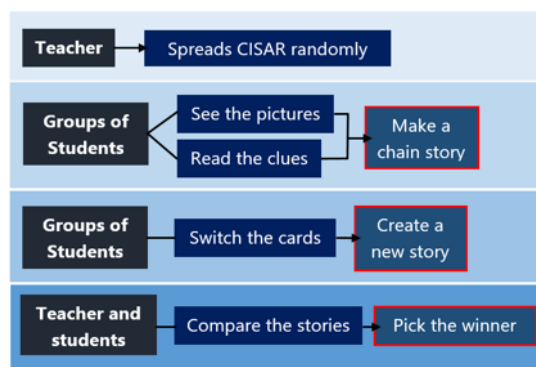 Teacher
Spreads CISAR randomly
Groups of
Students
See the pictures
Read the clues
Make a
chain story
Groups of
Students
Switch the cards
Create a
new story
Teacher and
students
Compare the stories
Pick the winner